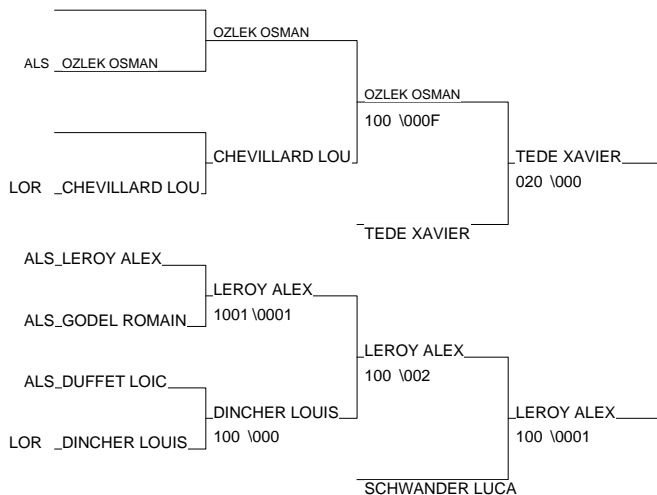 OZLEK OSMAN
ALS OZLEK OSMAN
OZLEK OSMAN
100 \000F
CHEVILLARD LOU
TEDE XAVIER
020 \000
LOR CHEVILLARD LOU
TEDE XAVIER
ALS LEROY ALEX
LEROY ALEX
1001 \0001
ALS GODEL ROMAIN
LEROY ALEX
100 \002
ALS DUFFET LOIC
DINCHER LOUIS
100 \000
LEROY ALEX
100 \0001
LOR DINCHER LOUIS
SCHWANDER LUCA